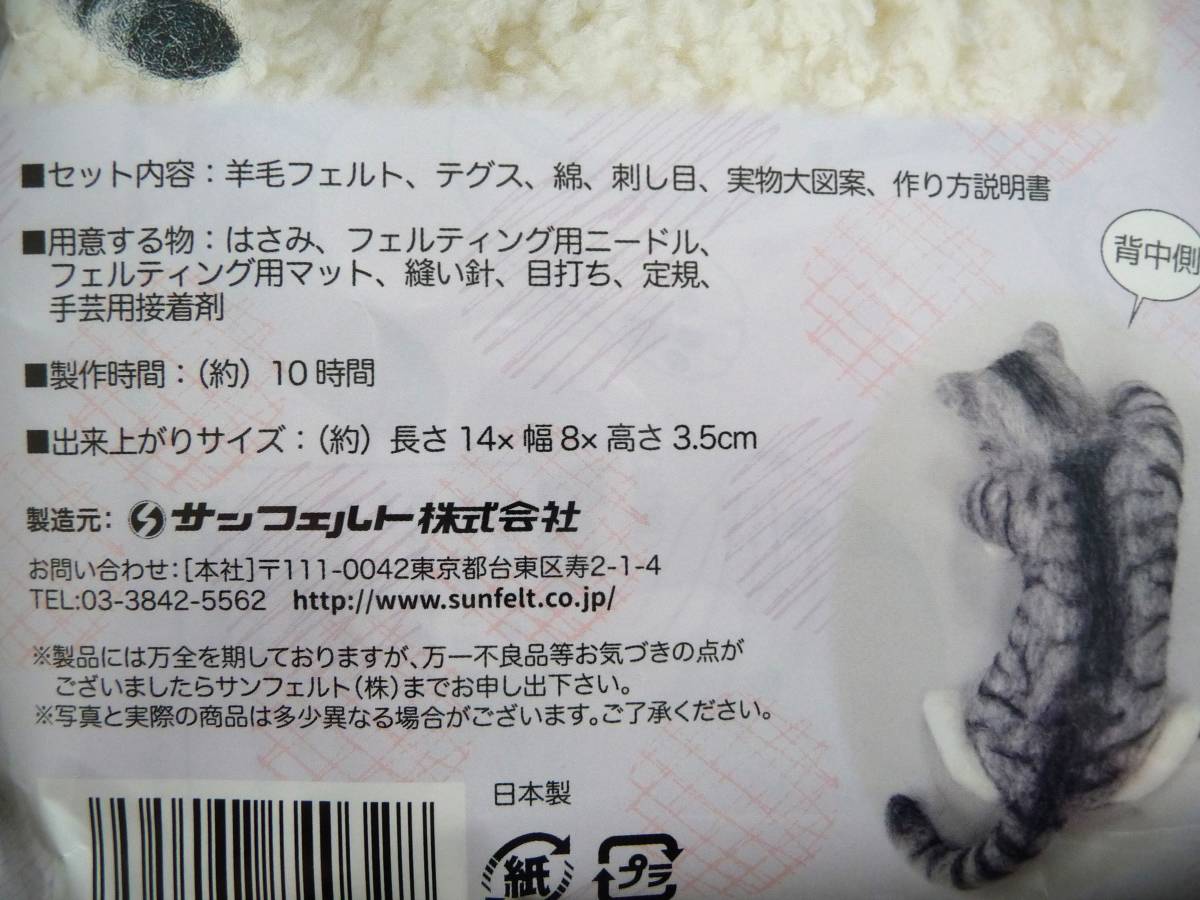 ■セット内容：羊毛フェルト、テグス、綿、刺し目、実物大図案、作り方説明書
■用意する物：はさみ、フェルティング用ニードル、
フェルティング用マット、縫い針、目打ち、定規、
手芸用接着剤
背中側
■製作時間：（約）10時間
■出来上がりサイズ：（約）長さ14×幅8×高さ3.5cm
製造元：サンフェルト株式会社
お問い合わせ：[本社]〒111-0042東京都台東区寿2-1-4
TEL:03-3842-5562 http://www.sunfelt.co.jp/
※製品には万全を期しておりますが、万一不良品等お気づきの点が
ございましたらサンフェルト（株）までお申し出下さい。
※写真と実際の商品は多少異なる場合がございます。ご了承ください。
日本製
紙 プラ